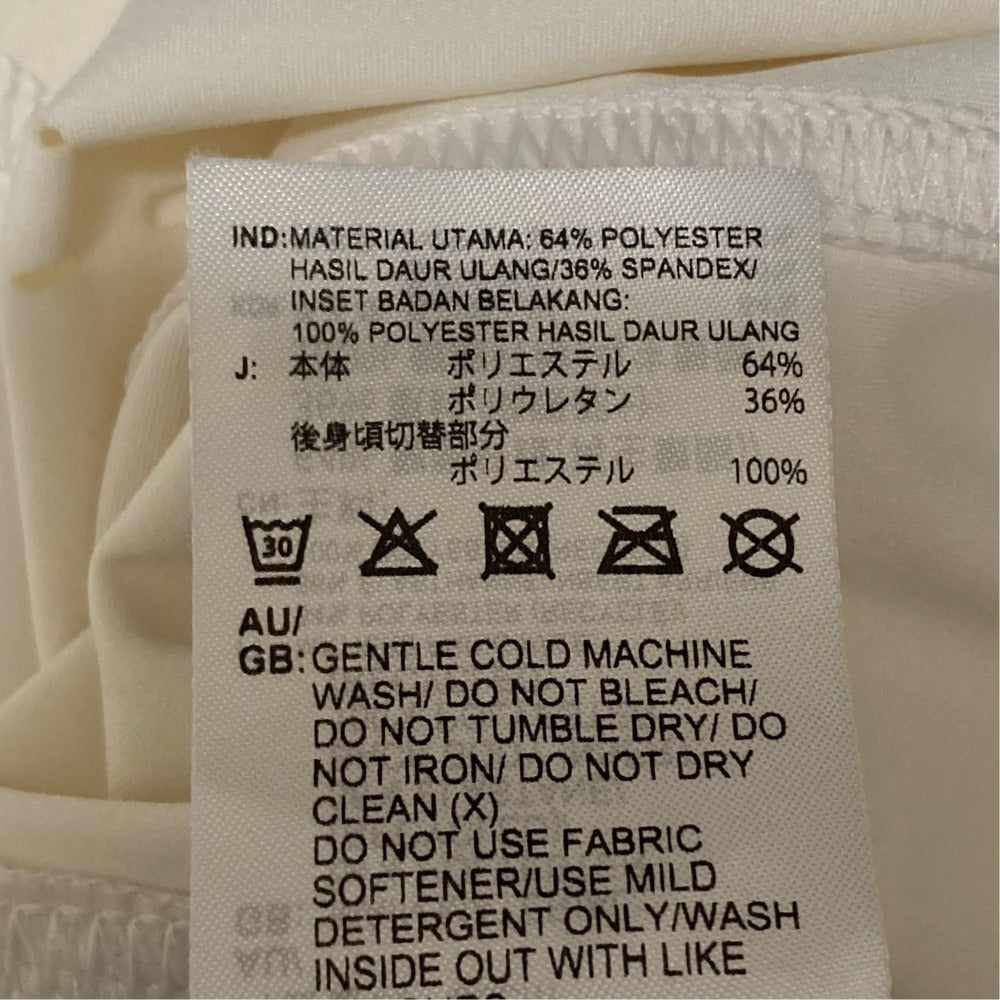 IND: MATERIAL UTAMA: 64% POLYESTER
HASIL DAUR ULANG/36% SPANDEX/
INSET BADAN BELAKANG:
100% POLYESTER HASIL DAUR ULANG
J: 本体 ポリエステル 64%
ポリウレタン 36%
後身頃切替部分
ポリエステル 100%
30
AU/
GB: GENTLE COLD MACHINE
WASH/ DO NOT BLEACH/
DO NOT TUMBLE DRY/ DO
NOT IRON/ DO NOT DRY
CLEAN (X)
DO NOT USE FABRIC
SOFTENER/USE MILD
DETERGENT ONLY/WASH
INSIDE OUT WITH LIKE